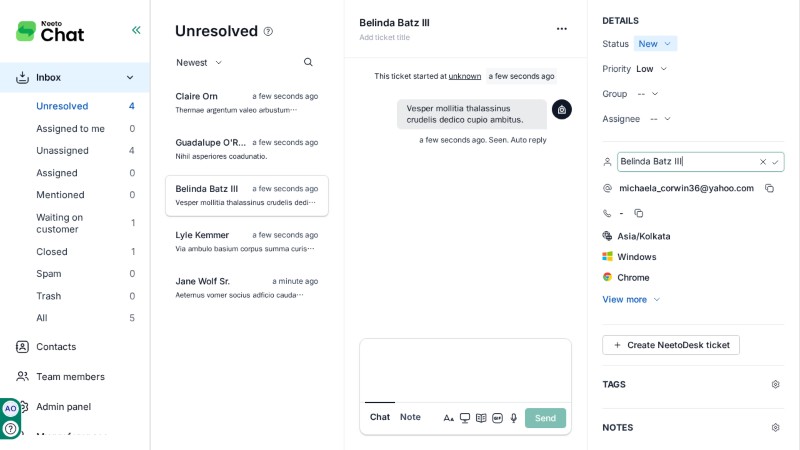 Neeto
Chat
Inbox
Unresolved 4
Assigned to me 0
Unassigned 4
Assigned 0
Mentioned 0
Waiting on
customer 1
Closed 1
Spam 0
Trash 0
All 5
Contacts
Team members
Admin panel
AO
Unresolved
Newest
Claire Orn a few seconds ago
Thermae argentum valeo arbustum···
Guadalupe O'R... a few seconds ago
Nihil asperiores coadunatio.
Belinda Batz III a few seconds ago
Vesper mollitia thalassinus crudelis dedi···
Lyle Kemmer a few seconds ago
Via ambulo basium corpus summa curis···
Jane Wolf Sr. a minute ago
Aeternus vomer socius adficio cauda···
Belinda Batz III
Add ticket title
This ticket started at unknown a few seconds ago
Vesper mollitia thalassinus
crudelis dedico cupio ambitus.
a few seconds ago. Seen. Auto reply
Chat Note
GIF
Send
DETAILS
Status New
Priority Low
Group --
Assignee --
Belinda Batz III
michaela_corwin36@yahoo.com
-
Asia/Kolkata
Windows
Chrome
View more
+ Create NeetoDesk ticket
TAGS
NOTES